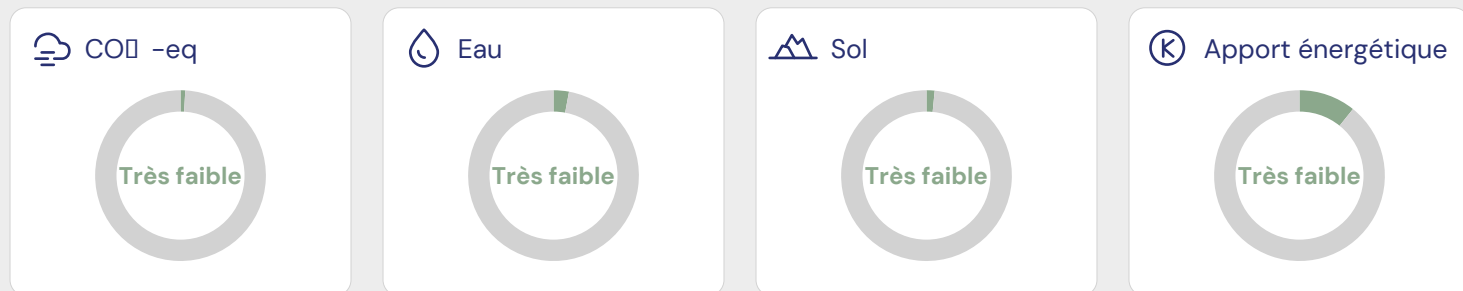 CO▯ -eq
Très faible
Eau
Très faible
Sol
Très faible
Apport énergétique
Très faible